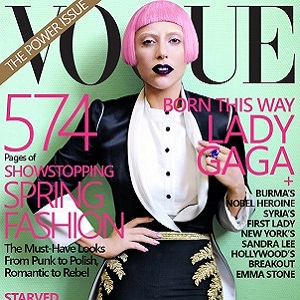 THE POWER ISSUE
VOGUE
574
Pages of
SHOWSTOPPING
SPRING
FASHION
The Must-Have Looks
From Punk to Polish,
Romantic to Rebel
STARVED
BORN THIS WAY
LADY
GAGA
+
BURMA'S
NOBEL HEROINE
SYRIA'S
FIRST LADY
NEW YORK'S
SANDRA LEE
HOLLYWOOD'S
BREAKOUT
EMMA STONE